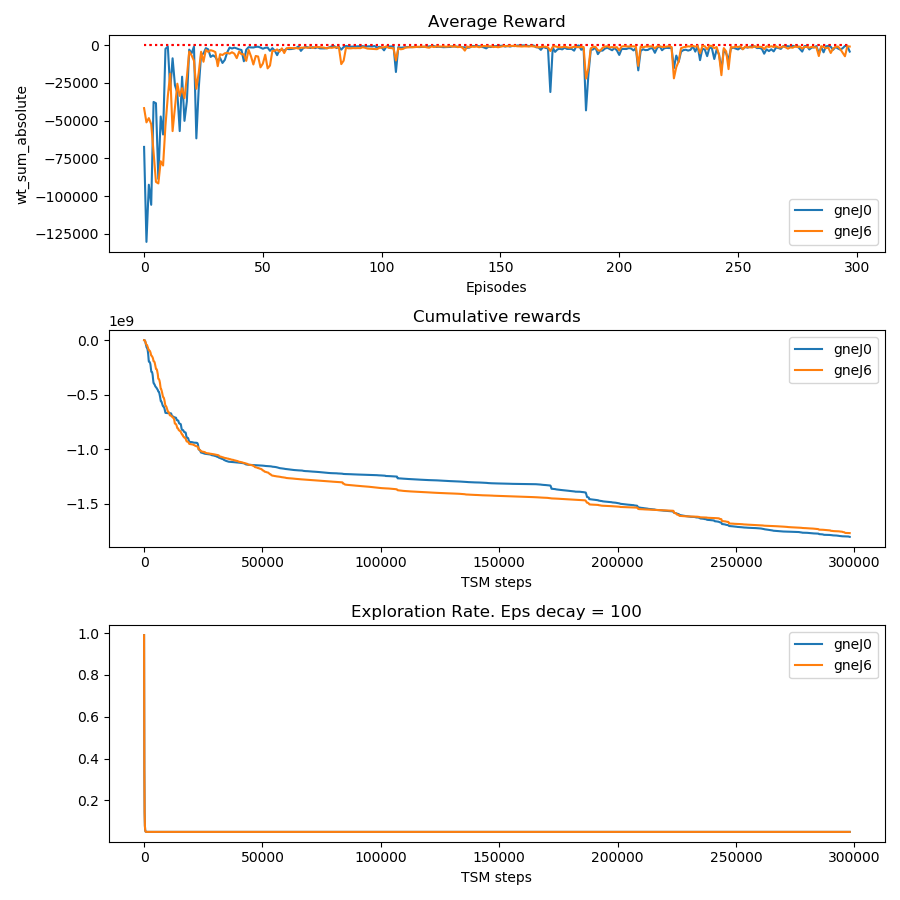 Average Reward
wt_sum_absolute
0
−25000
−50000
−75000
−100000
−125000
gneJ0
gneJ6
0 50 100 150 200 250 300
Episodes
Cumulative rewards
1e9
0.0
−0.5
−1.0
−1.5
gneJ0
gneJ6
0 50000 100000 150000 200000 250000 300000
TSM steps
Exploration Rate. Eps decay = 100
1.0
0.8
0.6
0.4
0.2
gneJ0
gneJ6
0 50000 100000 150000 200000 250000 300000
TSM steps